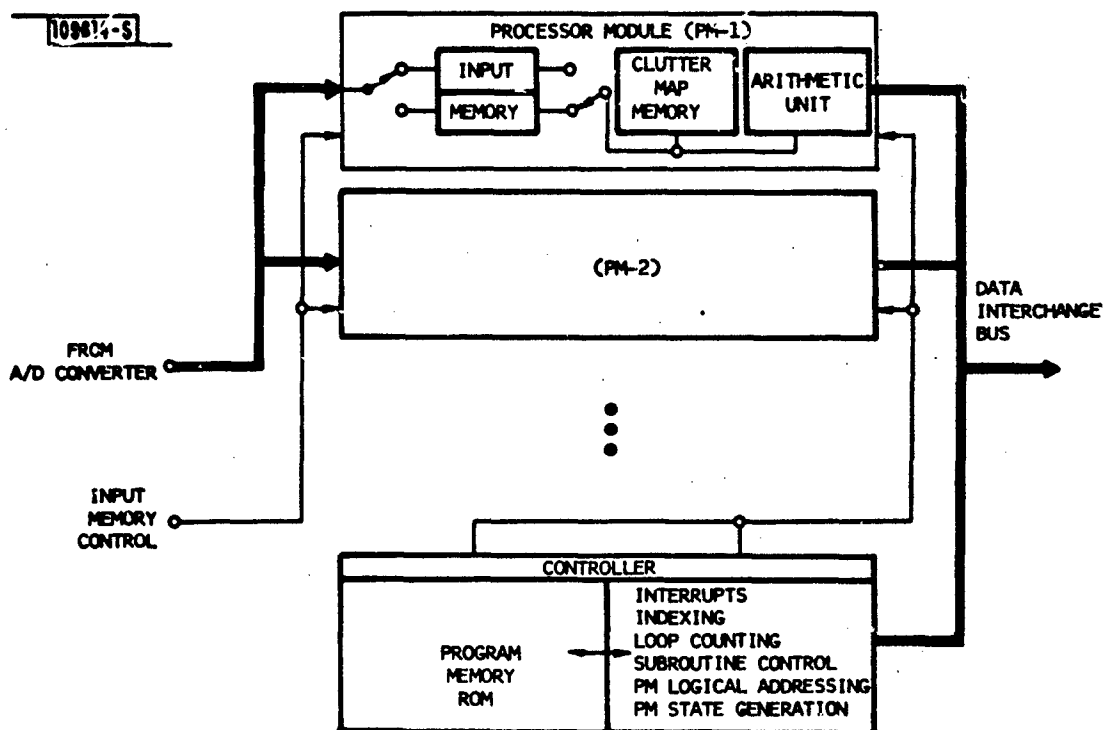 PROCESSOR MODULE (PM-1)
INPUT
MEMORY
CLUTTER
MAP
MEMORY
ARITHMETIC
UNIT
(PM-2)
DATA
INTERCHANGE
BUS
FROM
A/D CONVERTER
INPUT
MEMORY
CONTROL
CONTROLLER
PROGRAM
MEMORY
ROM
INTERRUPTS
INDEXING
LOOP COUNTING
SUBROUTINE CONTROL
PM LOGICAL ADDRESSING
PM STATE GENERATION